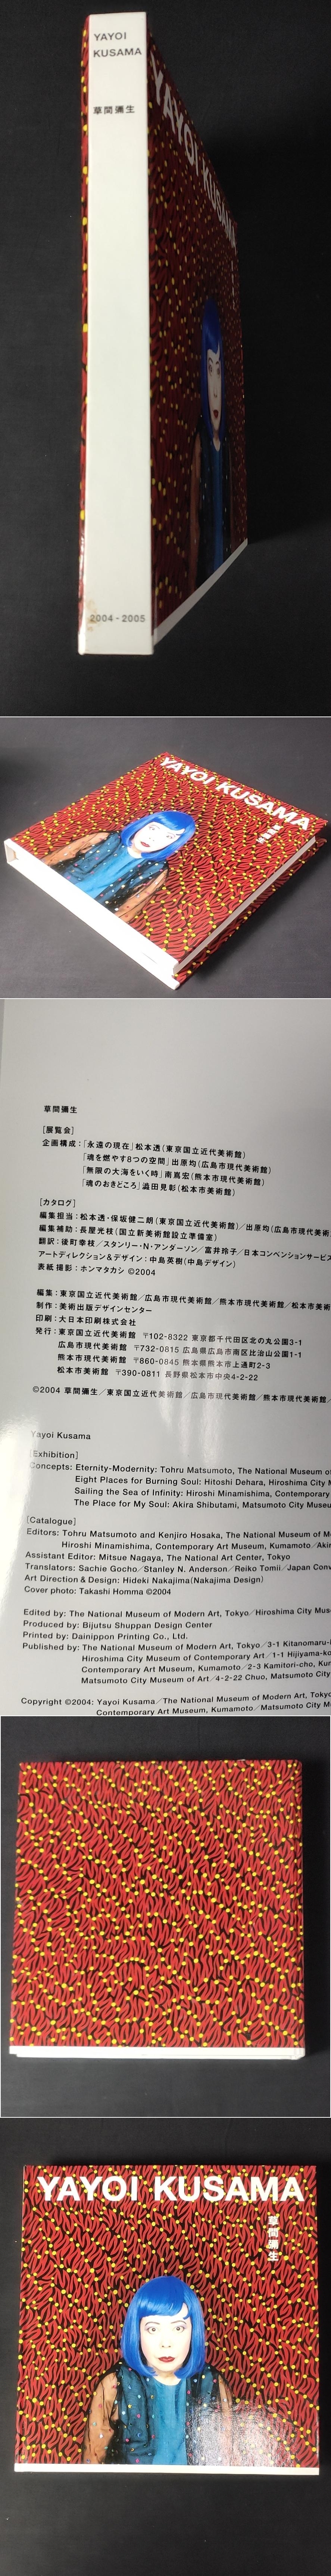 YAYOI
KUSAMA
草間彌生
2004 - 2005
YAYOI KUSAMA
YAYOI KUSAMA
草間彌生
草間彌生
[展覧会]
企画構成：「永遠の現在」松本透（東京国立近代美術館）
「魂を燃やす8つの空間」出原均（広島市現代美術館）
「無限の大海をいく時」南嶌宏（熊本市現代美術館）
「魂のおきどころ」澁田見彰（松本市美術館）
[カタログ]
編集担当：松本透・保坂健二朗（東京国立近代美術館）／出原均（広島市現代美術
編集補助：長屋光枝（国立新美術館設立準備室）
翻訳：後町幸枝／スタンリー・N・アンダーソン／富井玲子／日本コンベンションサービス
アートディレクション＆デザイン：中島英樹（中島デザイン）
表紙撮影：ホンマタカシ ©2004
編集：東京国立近代美術館／広島市現代美術館／熊本市現代美術館／松本市美術
制作：美術出版デザインセンター
印刷：大日本印刷株式会社
発行：東京国立近代美術館 〒102-8322 東京都千代田区北の丸公園3-1
広島市現代美術館 〒732-0815 広島県広島市南区比治山公園1-1
熊本市現代美術館 〒860-0845 熊本県熊本市上通町2-3
松本市美術館 〒390-0811 長野県松本市中央4-2-22
©2004 草間彌生／東京国立近代美術館／広島市現代美術館／熊本市現代美術館／
Yayoi Kusama
[Exhibition]
Concepts: Eternity-Modernity: Tohru Matsumoto, The National Museum of
Eight Places for Burning Soul: Hitoshi Dehara, Hiroshima City M
Sailing the Sea of Infinity: Hiroshi Minamishima, Contemporary
The Place for My Soul: Akira Shibutami, Matsumoto City Museu
[Catalogue]
Editors: Tohru Matsumoto and Kenjiro Hosaka, The National Museum of M
Hiroshi Minamishima, Contemporary Art Museum, Kumamoto／Aki
Assistant Editor: Mitsue Nagaya, The National Art Center, Tokyo
Translators: Sachie Gocho／Stanley N. Anderson／Reiko Tomii／Japan Conv
Art Direction & Design: Hideki Nakajima(Nakajima Design)
Cover photo: Takashi Homma ©2004
Edited by: The National Museum of Modern Art, Tokyo／Hiroshima City Mus
Produced by: Bijutsu Shuppan Design Center
Printed by: Dainippon Printing Co., Ltd.
Published by: The National Museum of Modern Art, Tokyo／3-1 Kitanomaru-
Hiroshima City Museum of Contemporary Art／1-1 Hijiyama-ko
Contemporary Art Museum, Kumamoto／2-3 Kamitori-cho, Kum
Matsumoto City Museum of Art／4-2-22 Chuo, Matsumoto City
Copyright ©2004: Yayoi Kusama／The National Museum of Modern Art, Tokyo
Contemporary Art Museum, Kumamoto／Matsumoto City M
YAYOI KUSAMA
草間彌生